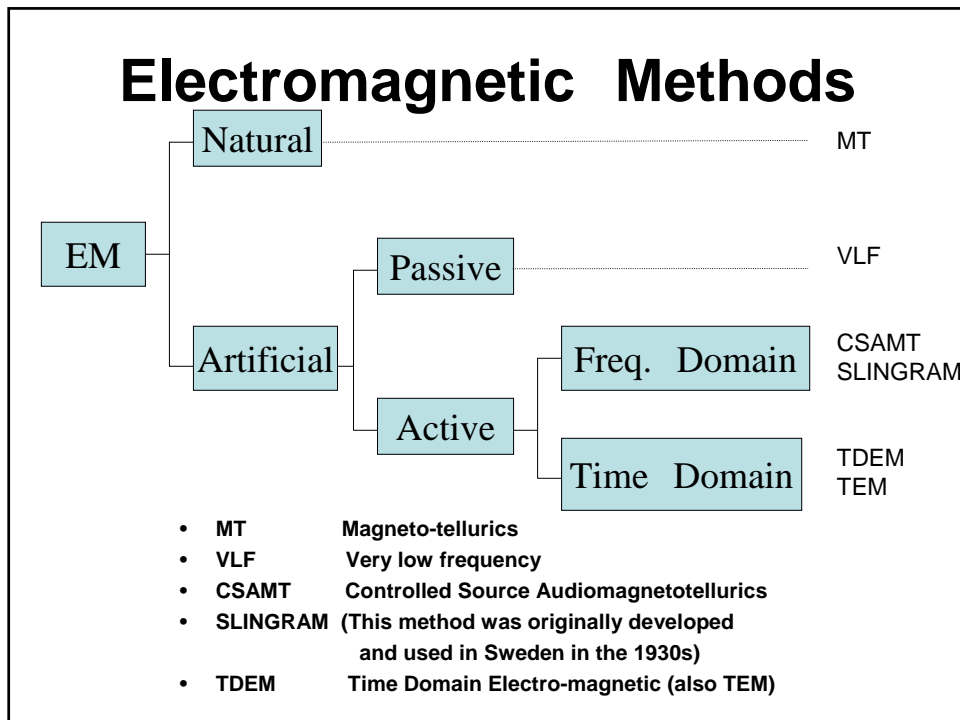 Electromagnetic Methods
Natural
MT
EM
Passive
VLF
Artificial
Freq. Domain
CSAMT
SLINGRAM
Active
Time Domain
TDEM
TEM
• MT Magneto-tellurics
• VLF Very low frequency
• CSAMT Controlled Source Audiomagnetotellurics
• SLINGRAM (This method was originally developed
and used in Sweden in the 1930s)
• TDEM Time Domain Electro-magnetic (also TEM)